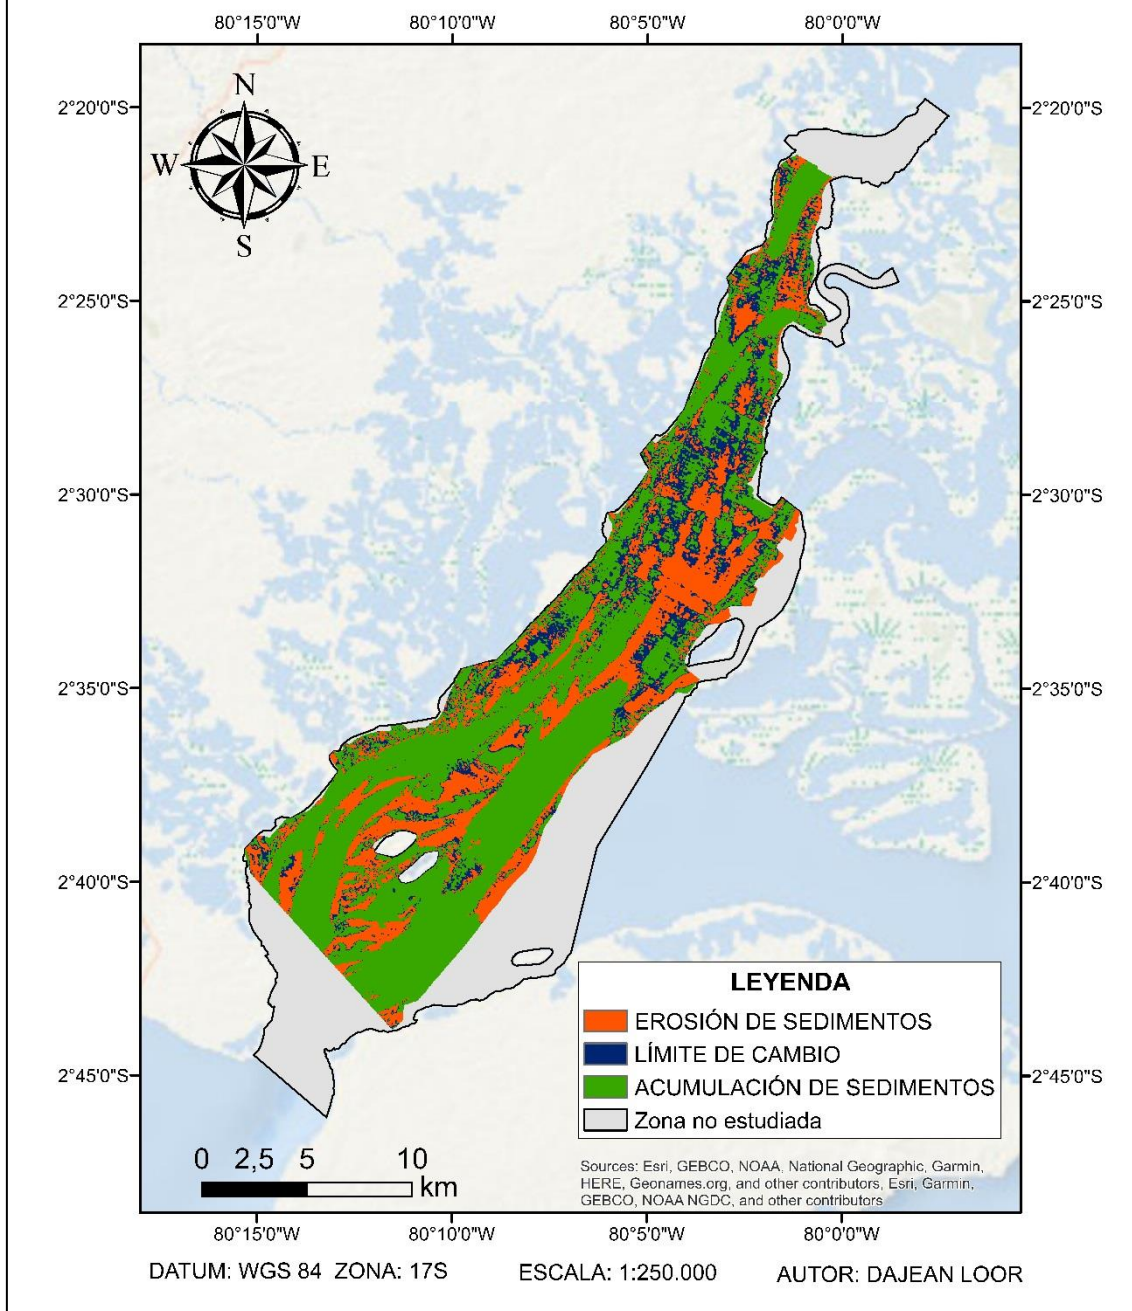 80°15'0"W 80°10'0"W 80°5'0"W 80°0'0"W
N
2°20'0"S 2°20'0"S
W E
S
2°25'0"S 2°25'0"S
2°30'0"S 2°30'0"S
2°35'0"S 2°35'0"S
2°40'0"S 2°40'0"S
LEYENDA
EROSIÓN DE SEDIMENTOS
LÍMITE DE CAMBIO
2°45'0"S ACUMULACIÓN DE SEDIMENTOS 2°45'0"S
Zona no estudiada
0 2,5 5 10
km
Sources: Esri, GEBCO, NOAA, National Geographic, Garmin,
HERE, Geonames.org, and other contributors, Esri, Garmin,
GEBCO, NOAA NGDC, and other contributors
80°15'0"W 80°10'0"W 80°5'0"W 80°0'0"W
DATUM: WGS 84 ZONA: 17S ESCALA: 1:250.000 AUTOR: DAJEAN LOOR